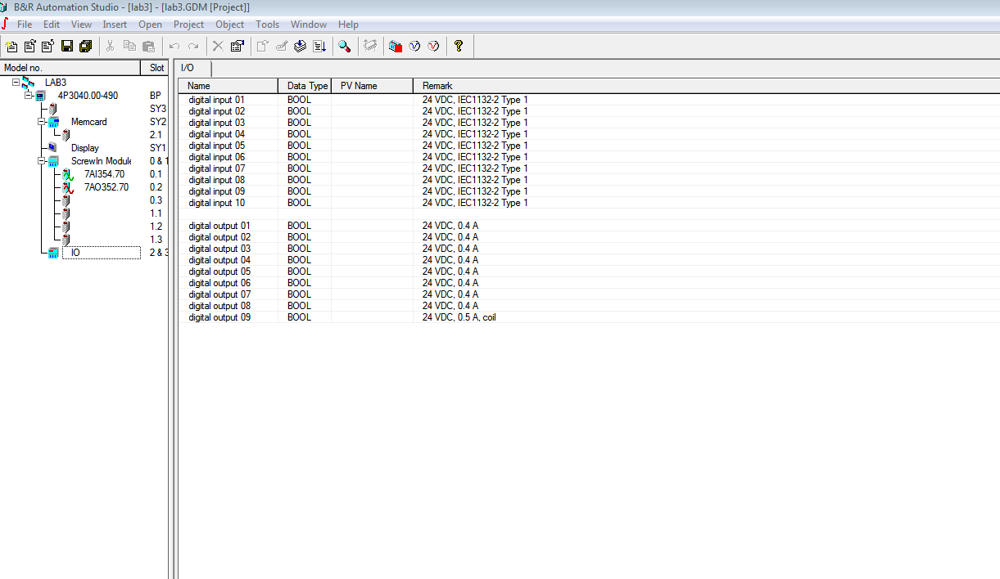 B&R Automation Studio - [lab3] - [lab3.GDM [Project]]
File Edit View Insert Open Project Object Tools Window Help
Model no. Slot
LAB3
4P3040.00-490 BP
SY3
Memcard SY2
2.1
Display SY1
ScrewIn Module 0 & 1
7AI354.70 0.1
7AO352.70 0.2
0.3
1.1
1.2
1.3
IO 2 & 3
I/O
Name Data Type PV Name Remark
digital input 01 BOOL 24 VDC, IEC1132-2 Type 1
digital input 02 BOOL 24 VDC, IEC1132-2 Type 1
digital input 03 BOOL 24 VDC, IEC1132-2 Type 1
digital input 04 BOOL 24 VDC, IEC1132-2 Type 1
digital input 05 BOOL 24 VDC, IEC1132-2 Type 1
digital input 06 BOOL 24 VDC, IEC1132-2 Type 1
digital input 07 BOOL 24 VDC, IEC1132-2 Type 1
digital input 08 BOOL 24 VDC, IEC1132-2 Type 1
digital input 09 BOOL 24 VDC, IEC1132-2 Type 1
digital input 10 BOOL 24 VDC, IEC1132-2 Type 1
digital output 01 BOOL 24 VDC, 0.4 A
digital output 02 BOOL 24 VDC, 0.4 A
digital output 03 BOOL 24 VDC, 0.4 A
digital output 04 BOOL 24 VDC, 0.4 A
digital output 05 BOOL 24 VDC, 0.4 A
digital output 06 BOOL 24 VDC, 0.4 A
digital output 07 BOOL 24 VDC, 0.4 A
digital output 08 BOOL 24 VDC, 0.4 A
digital output 09 BOOL 24 VDC, 0.5 A, coil